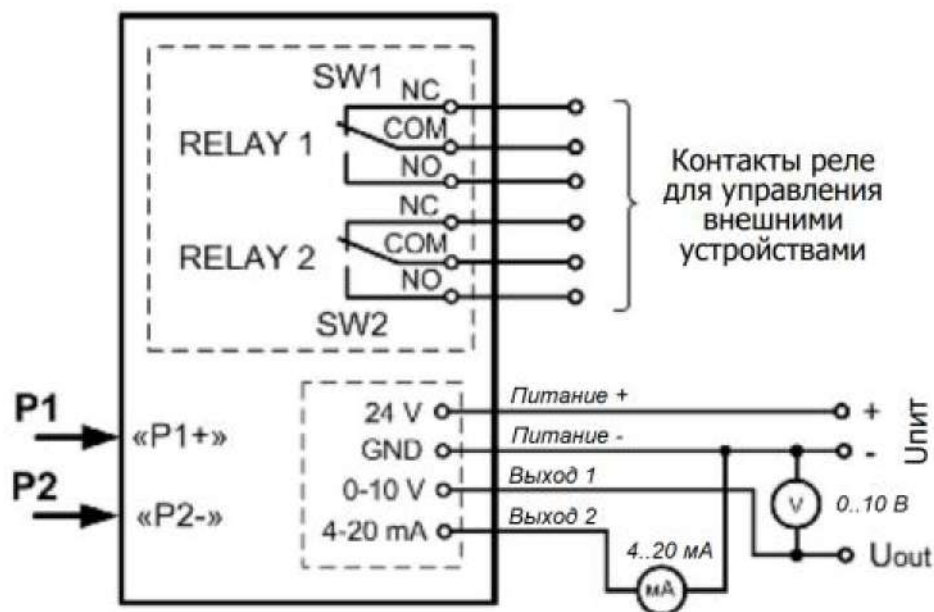 SW1
NC
RELAY 1
COM
NO
NC
RELAY 2
COM
NO
SW2
Контакты реле
для управления
внешними
устройствами
P1
«P1+»
P2
«P2-»
24 V
GND
0-10 V
4-20 mA
Питание +
Питание -
Выход 1
Выход 2
+
-
Uпит
V
0..10 В
4..20 мА
мА
Uout